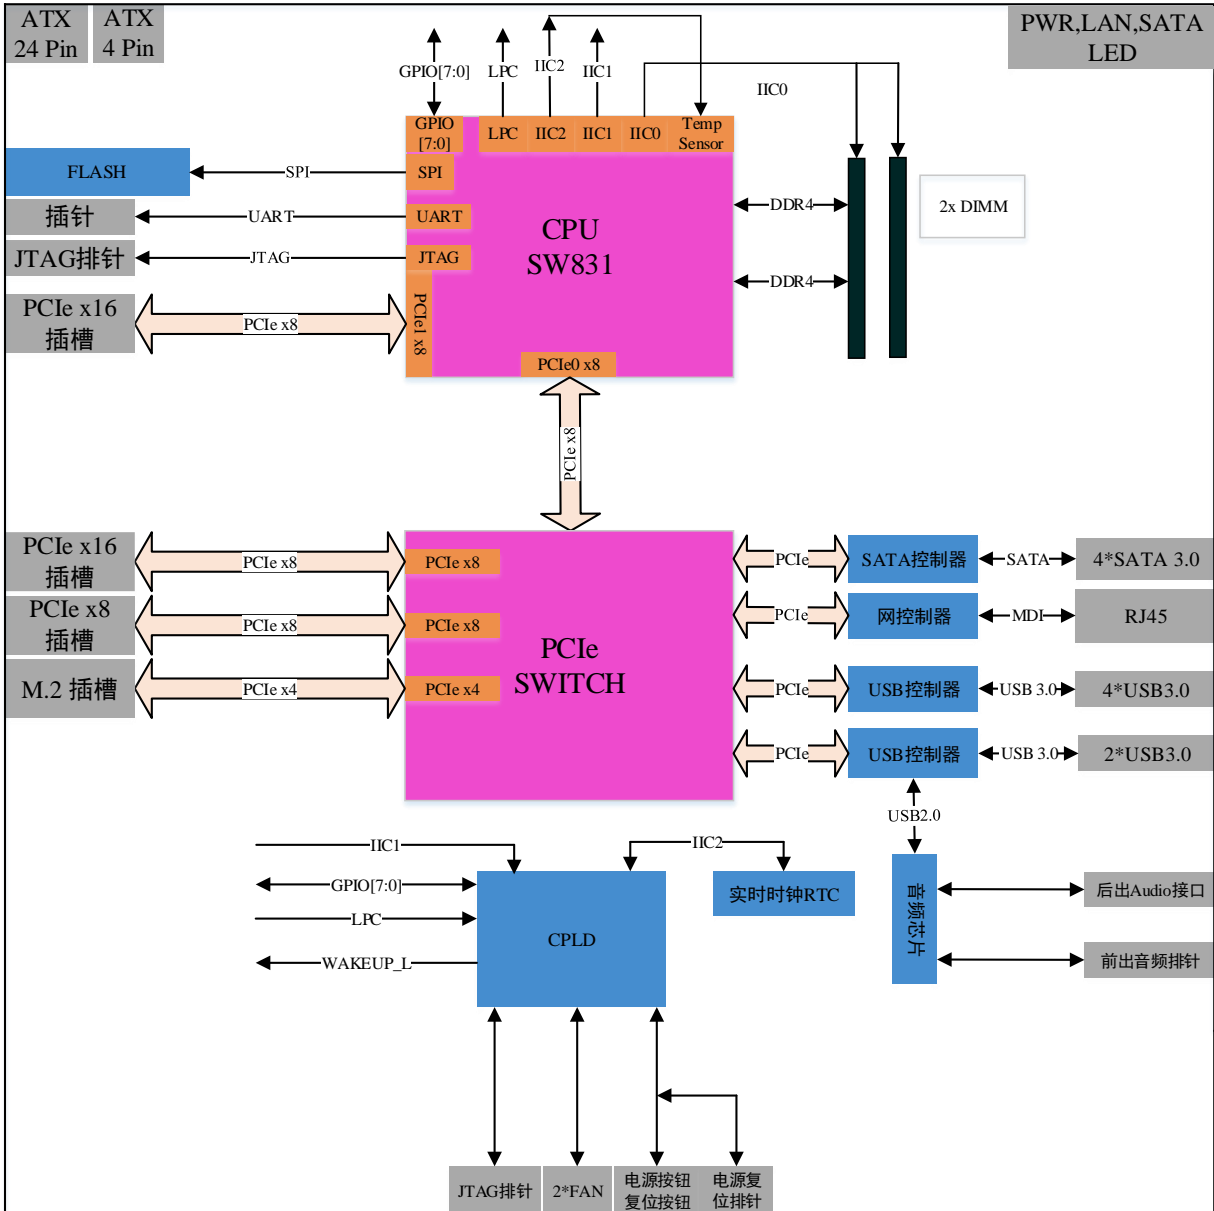 ATX
24 Pin
ATX
4 Pin
PWR,LAN,SATA
LED
GPIO[7:0]
LPC
IIC2
IIC1
IIC0
GPIO
[7:0]
LPC
IIC2
IIC1
IIC0
Temp
Sensor
FLASH
SPI
SPI
插针
UART
UART
JTAG排针
JTAG
JTAG
PCIe x16
插槽
PCIe x8
PCIe1 x8
CPU
SW831
DDR4
DDR4
2x DIMM
PCIe0 x8
PCIe x8
PCIe x16
插槽
PCIe x8
PCIe x8
PCIe x8
插槽
PCIe x8
PCIe x8
M.2 插槽
PCIe x4
PCIe x4
PCIe
SWITCH
PCIe
SATA控制器
SATA
4*SATA 3.0
PCIe
网控制器
MDI
RJ45
PCIe
USB控制器
USB 3.0
4*USB3.0
PCIe
USB控制器
USB 3.0
2*USB3.0
USB2.0
音频芯片
后出Audio接口
前出音频排针
IIC1
GPIO[7:0]
LPC
WAKEUP_L
CPLD
IIC2
实时时钟RTC
JTAG排针
2*FAN
电源按钮
复位按钮
电源复
位排针